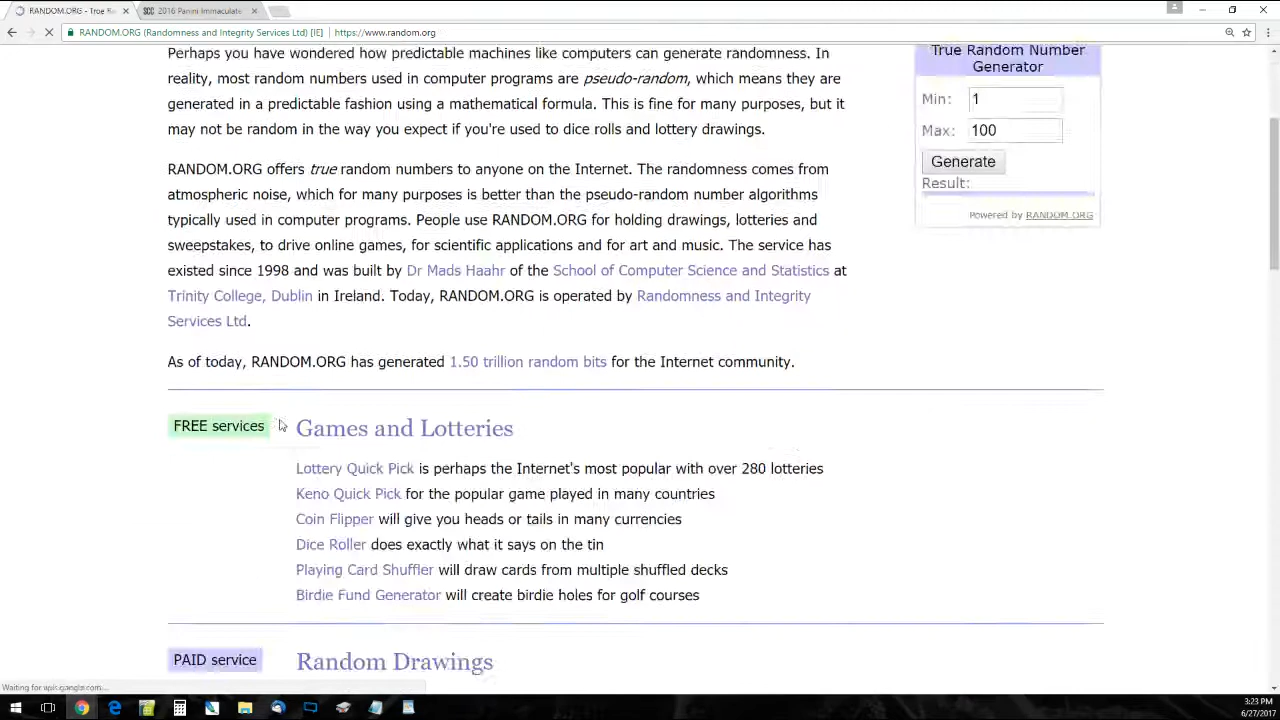 RANDOM.ORG - True Ra
2016 Panini Immaculate
RANDOM.ORG (Randomness and Integrity Services Ltd) [IE] | https://www.random.org
Perhaps you have wondered how predictable machines like computers can generate randomness. In
reality, most random numbers used in computer programs are pseudo-random, which means they are
generated in a predictable fashion using a mathematical formula. This is fine for many purposes, but it
may not be random in the way you expect if you're used to dice rolls and lottery drawings.
RANDOM.ORG offers true random numbers to anyone on the Internet. The randomness comes from
atmospheric noise, which for many purposes is better than the pseudo-random number algorithms
typically used in computer programs. People use RANDOM.ORG for holding drawings, lotteries and
sweepstakes, to drive online games, for scientific applications and for art and music. The service has
existed since 1998 and was built by Dr Mads Haahr of the School of Computer Science and Statistics at
Trinity College, Dublin in Ireland. Today, RANDOM.ORG is operated by Randomness and Integrity
Services Ltd.
As of today, RANDOM.ORG has generated 1.50 trillion random bits for the Internet community.
True Random Number
Generator
Min: 1
Max: 100
Generate
Result:
Powered by RANDOM.ORG
FREE services
Games and Lotteries
Lottery Quick Pick is perhaps the Internet's most popular with over 280 lotteries
Keno Quick Pick for the popular game played in many countries
Coin Flipper will give you heads or tails in many currencies
Dice Roller does exactly what it says on the tin
Playing Card Shuffler will draw cards from multiple shuffled decks
Birdie Fund Generator will create birdie holes for golf courses
PAID service
Random Drawings
Waiting for apis.google.com...
3:23 PM
6/27/2017